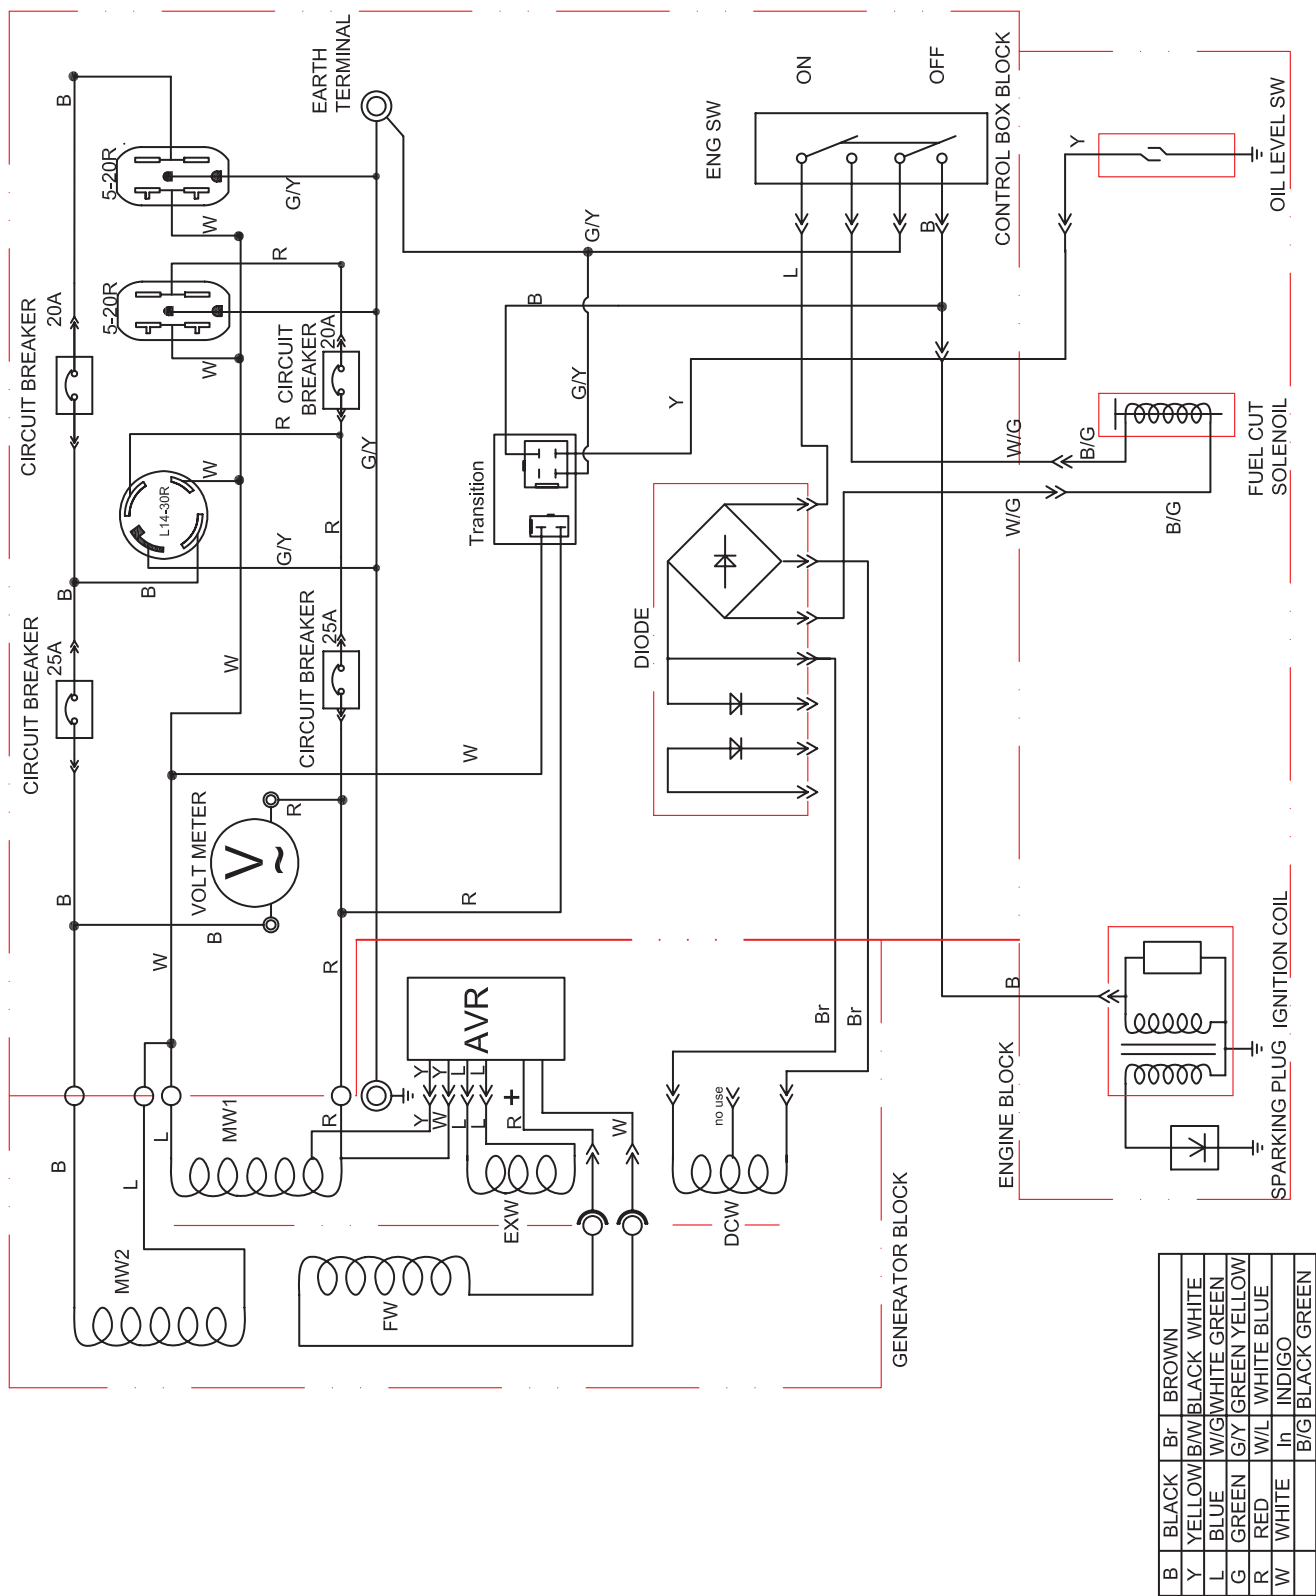 B
5-20R
G/Y
W
R
5-20R
W
CIRCUIT BREAKER
20A
CIRCUIT
BREAKER
20A
R
L14-30R
W
G/Y
B
B
G/Y
R
CIRCUIT BREAKER
25A
CIRCUIT BREAKER
25A
W
VOLT METER
V
~
R
B
B
W
R
EARTH
TERMINAL
ENG SW
ON
OFF
CONTROL BOX BLOCK
G/Y
B
L
B
G/Y
Y
Transition
W
R
DIODE
Y
OIL LEVEL SW
W/G
B/G
W/G
B/G
FUEL CUT
SOLENOIL
AVR
Y
Y
L
L
+
R
Y
W
L
L
W
B
L
L
MW1
R
MW2
EXW
FW
DCW
no use
Br
Br
B
GENERATOR BLOCK
ENGINE BLOCK
SPARKING PLUG
IGNITION COIL
B BLACK Br BROWN
Y YELLOW B/W BLACK WHITE
L BLUE W/G WHITE GREEN
G GREEN G/Y GREEN YELLOW
R RED W/L WHITE BLUE
W WHITE In INDIGO
B/G BLACK GREEN